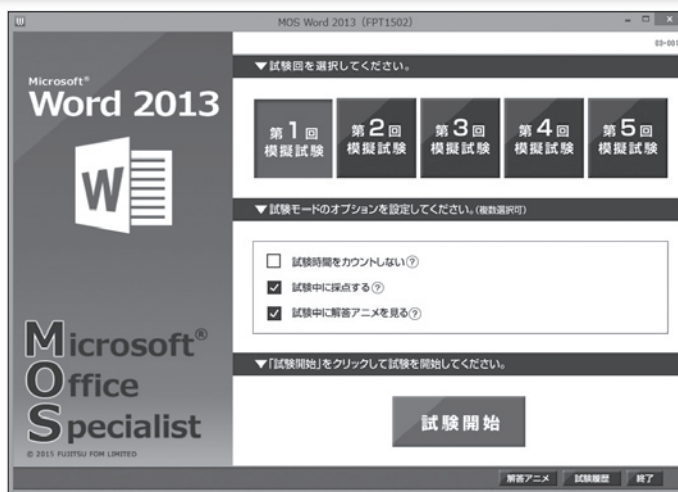 MOS Word 2013 (FPT1502)
Microsoft®
Word 2013
W
Microsoft®
Office
Specialist
© 2015 FUJITSU FOM LIMITED
03-001
▼試験回を選択してください。
第1回
模擬試験
第2回
模擬試験
第3回
模擬試験
第4回
模擬試験
第5回
模擬試験
▼試験モードのオプションを設定してください。(複数選択可)
試験時間をカウントしない?
試験中に採点する?
試験中に解答アニメを見る?
▼「試験開始」をクリックして試験を開始してください。
試験開始
解答アニメ 試験履歴 終了